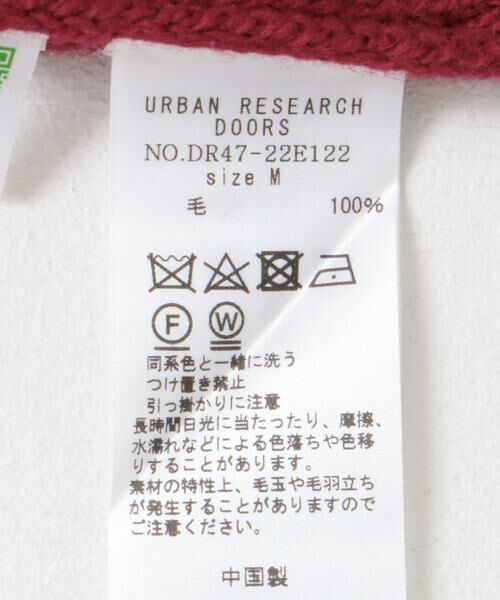 URBAN RESEARCH
DOORS
NO.DR47-22E122
size M
毛 100%
F W
同系色と一緒に洗う
つけ置き禁止
引っ掛かりに注意
長時間日光に当たったり、摩擦、
水濡れなどによる色落ちや色移
りすることがあります。
素材の特性上、毛玉や毛羽立ち
が発生することがありますので
ご注意ください。
中国製